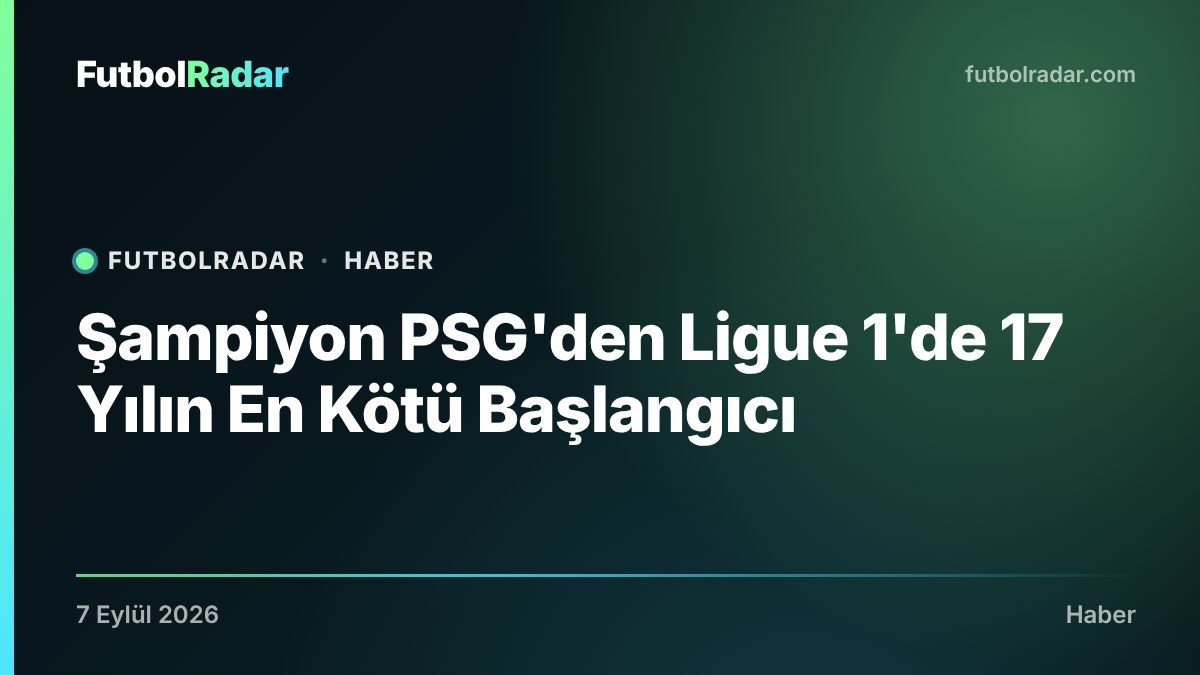 FutbolRadar
futbolradar.com
FUTBOLRADAR · HABER
Şampiyon PSG'den Ligue 1'de 17
Yılın En Kötü Başlangıcı
7 Eylül 2026
Haber